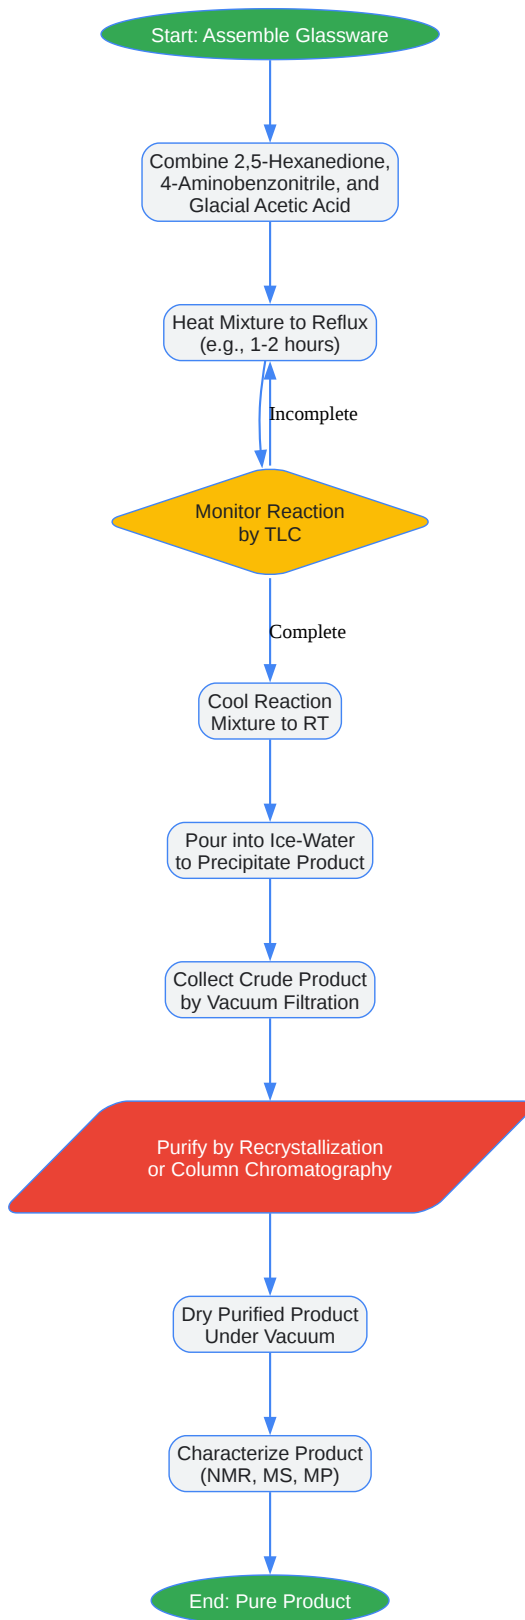 Start: Assemble Glassware
Combine 2,5-Hexanedione,
4-Aminobenzonitrile, and
Glacial Acetic Acid
Heat Mixture to Reflux
(e.g., 1-2 hours)
Incomplete
Monitor Reaction
by TLC
Complete
Cool Reaction
Mixture to RT
Pour into Ice-Water
to Precipitate Product
Collect Crude Product
by Vacuum Filtration
Purify by Recrystallization
or Column Chromatography
Dry Purified Product
Under Vacuum
Characterize Product
(NMR, MS, MP)
End: Pure Product